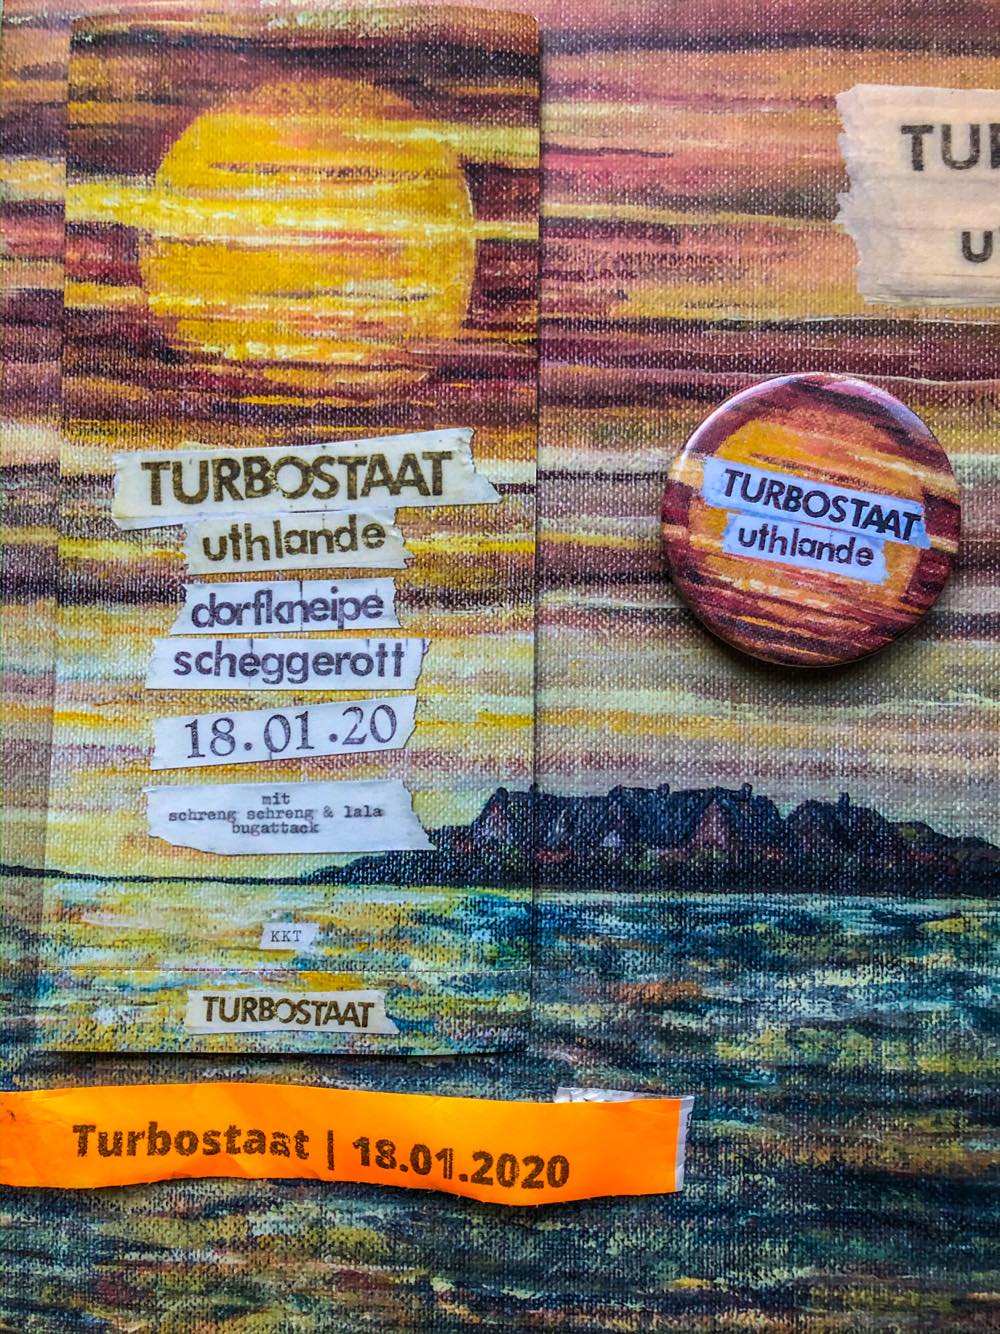 TURBOSTAAT
uthlande
dorfkneipe
scheggerott
18.01.20
mit
schreng schreng & lala
bugattack
KKT
TURBOSTAAT
TURBOSTAAT
uthlande
Turbostaat | 18.01.2020